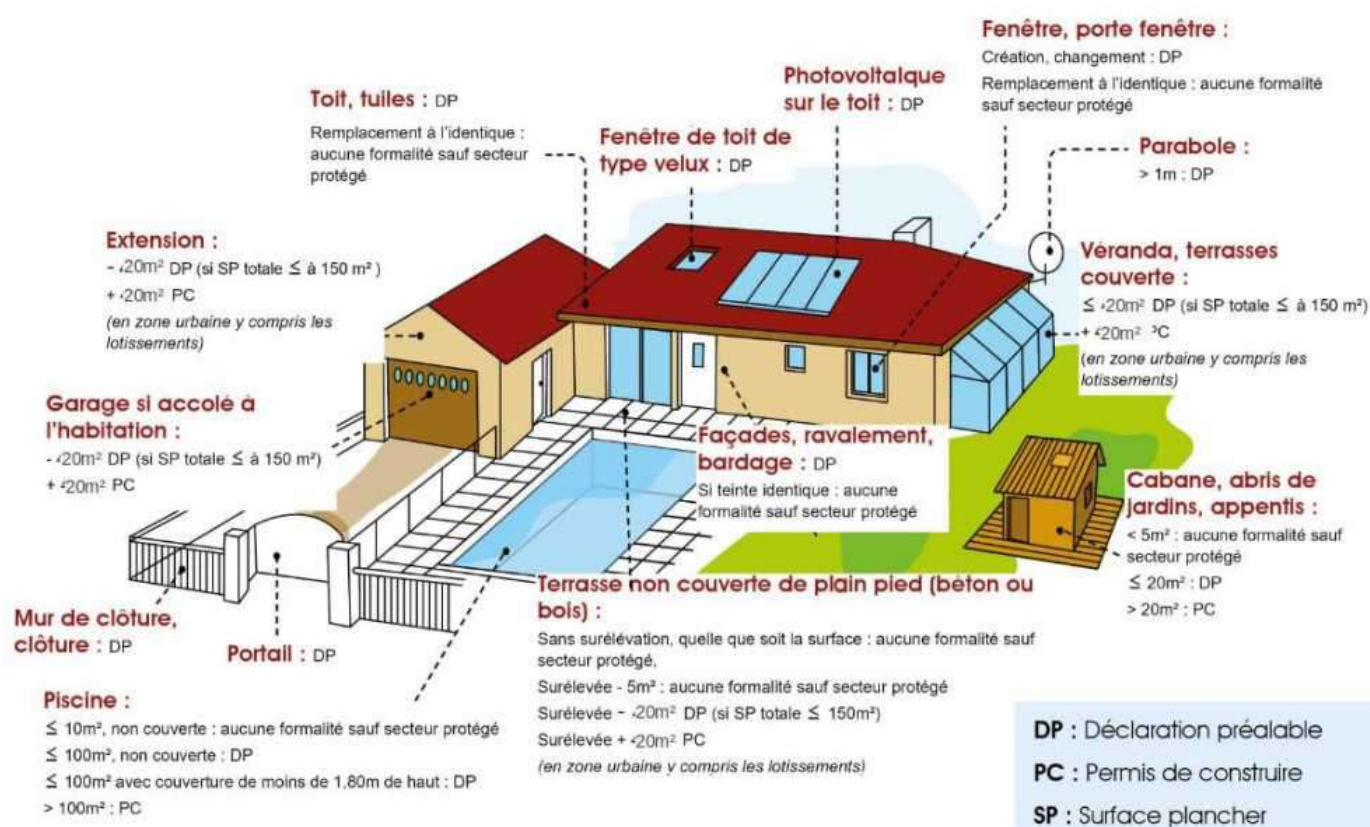 Fenêtre, porte fenêtre :
Création, changement : DP
Remplacement à l'identique : aucune formalité
sauf secteur protégé
Photovoltaïque
sur le toit : DP
Toit, tuiles : DP
Remplacement à l'identique :
aucune formalité sauf secteur
protégé
Fenêtre de toit de
type velux : DP
Parabole :
> 1m : DP
Extension :
- 20m² DP (si SP totale ≤ à 150 m²)
+ 20m² PC
(en zone urbaine y compris les
lotissements)
Véranda, terrasses
couverte :
≤ 20m² DP (si SP totale ≤ à 150 m²)
+ 20m² °C
(en zone urbaine y compris les
lotissements)
Garage si accolé à
l'habitation :
- 20m² DP (si SP totale ≤ à 150 m²)
+ 20m² PC
Façades, ravalement,
bardage : DP
Si teinte identique : aucune
formalité sauf secteur protégé
Cabane, abris de
jardins, appentis :
< 5m² : aucune formalité sauf
secteur protégé
≤ 20m² : DP
> 20m² : PC
Mur de clôture,
clôture : DP
Portail : DP
Terrasse non couverte de plain pied (béton ou
bois) :
Sans surélévation, quelle que soit la surface : aucune formalité sauf
secteur protégé,
Surélevée - 5m² : aucune formalité sauf secteur protégé
Surélevée - 20m² DP (si SP totale ≤ 150m²)
Surélevée + 20m² PC
(en zone urbaine y compris les lotissements)
Piscine :
≤ 10m², non couverte : aucune formalité sauf secteur protégé
≤ 100m², non couverte : DP
≤ 100m² avec couverture de moins de 1,80m de haut : DP
> 100m² : PC
DP : Déclaration préalable
PC : Permis de construire
SP : Surface plancher